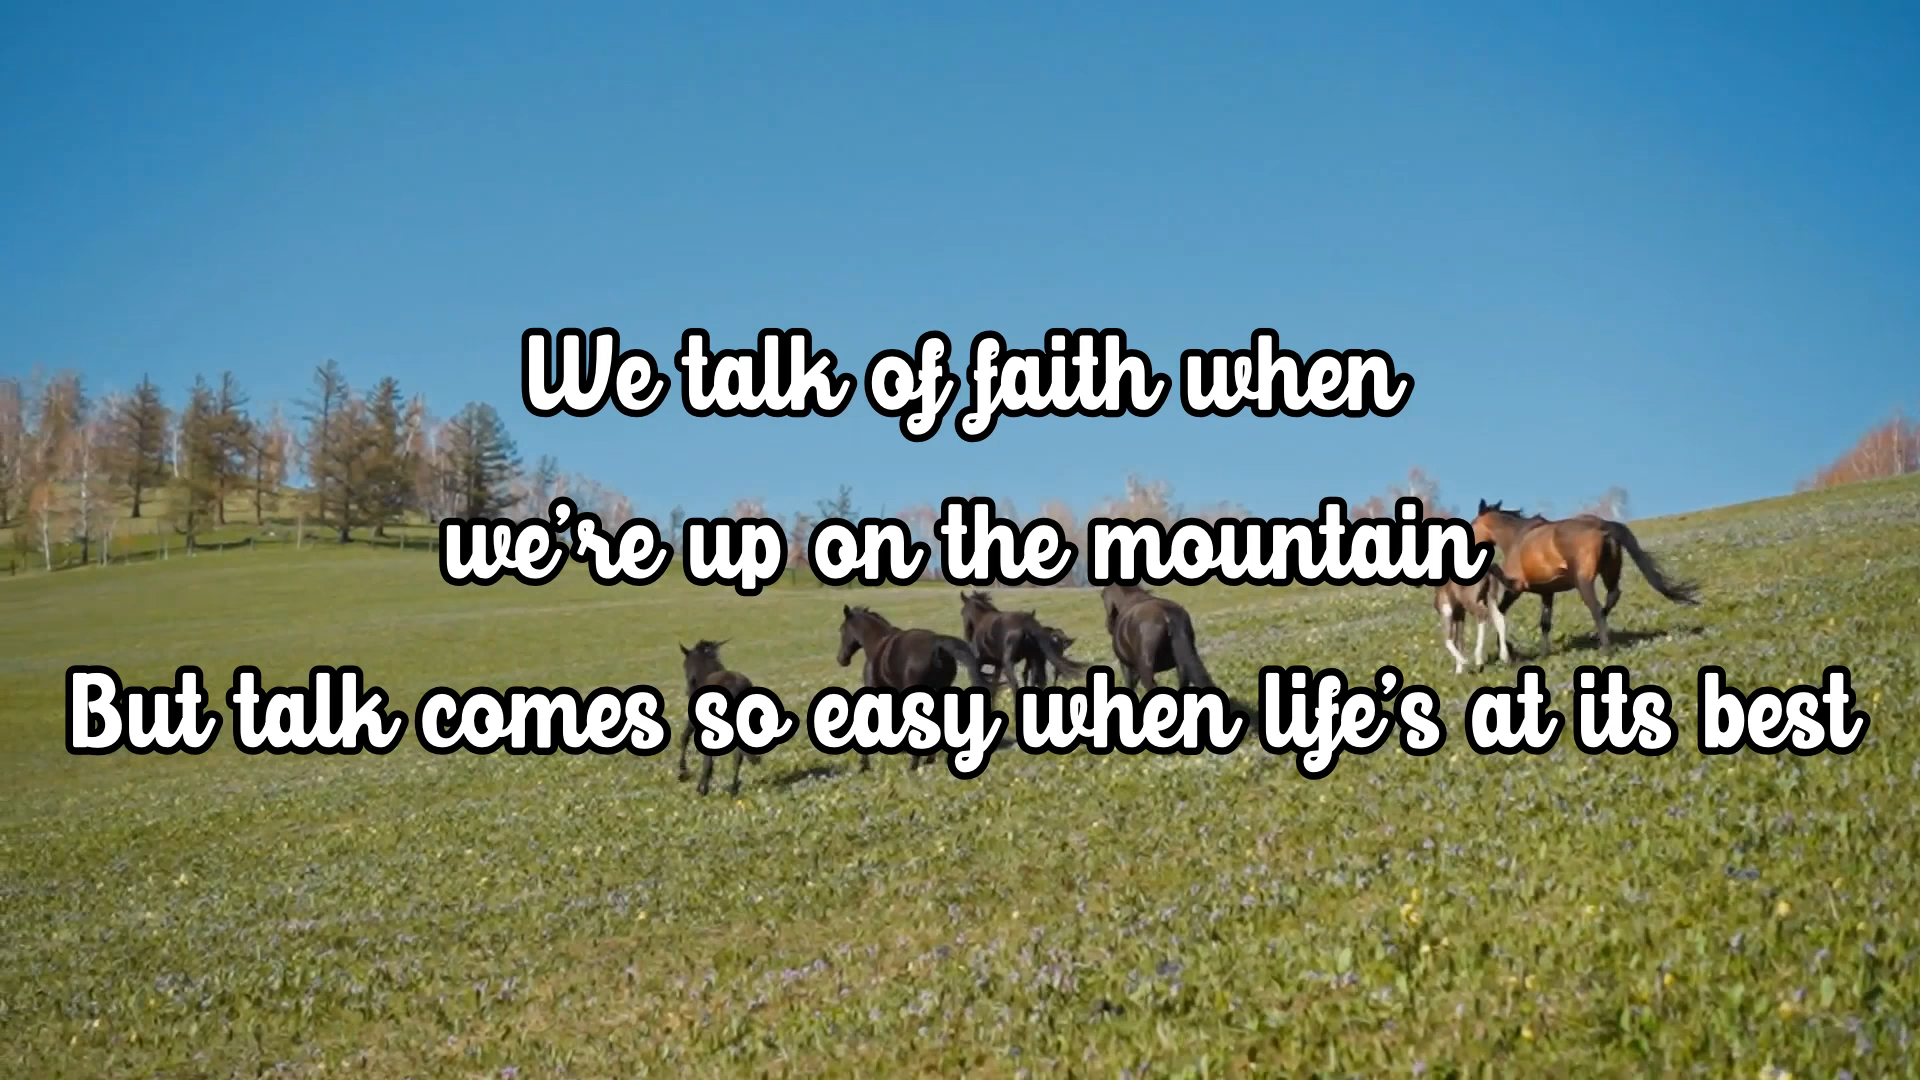 We talk of faith when
we're up on the mountain
But talk comes so easy when life's at its best